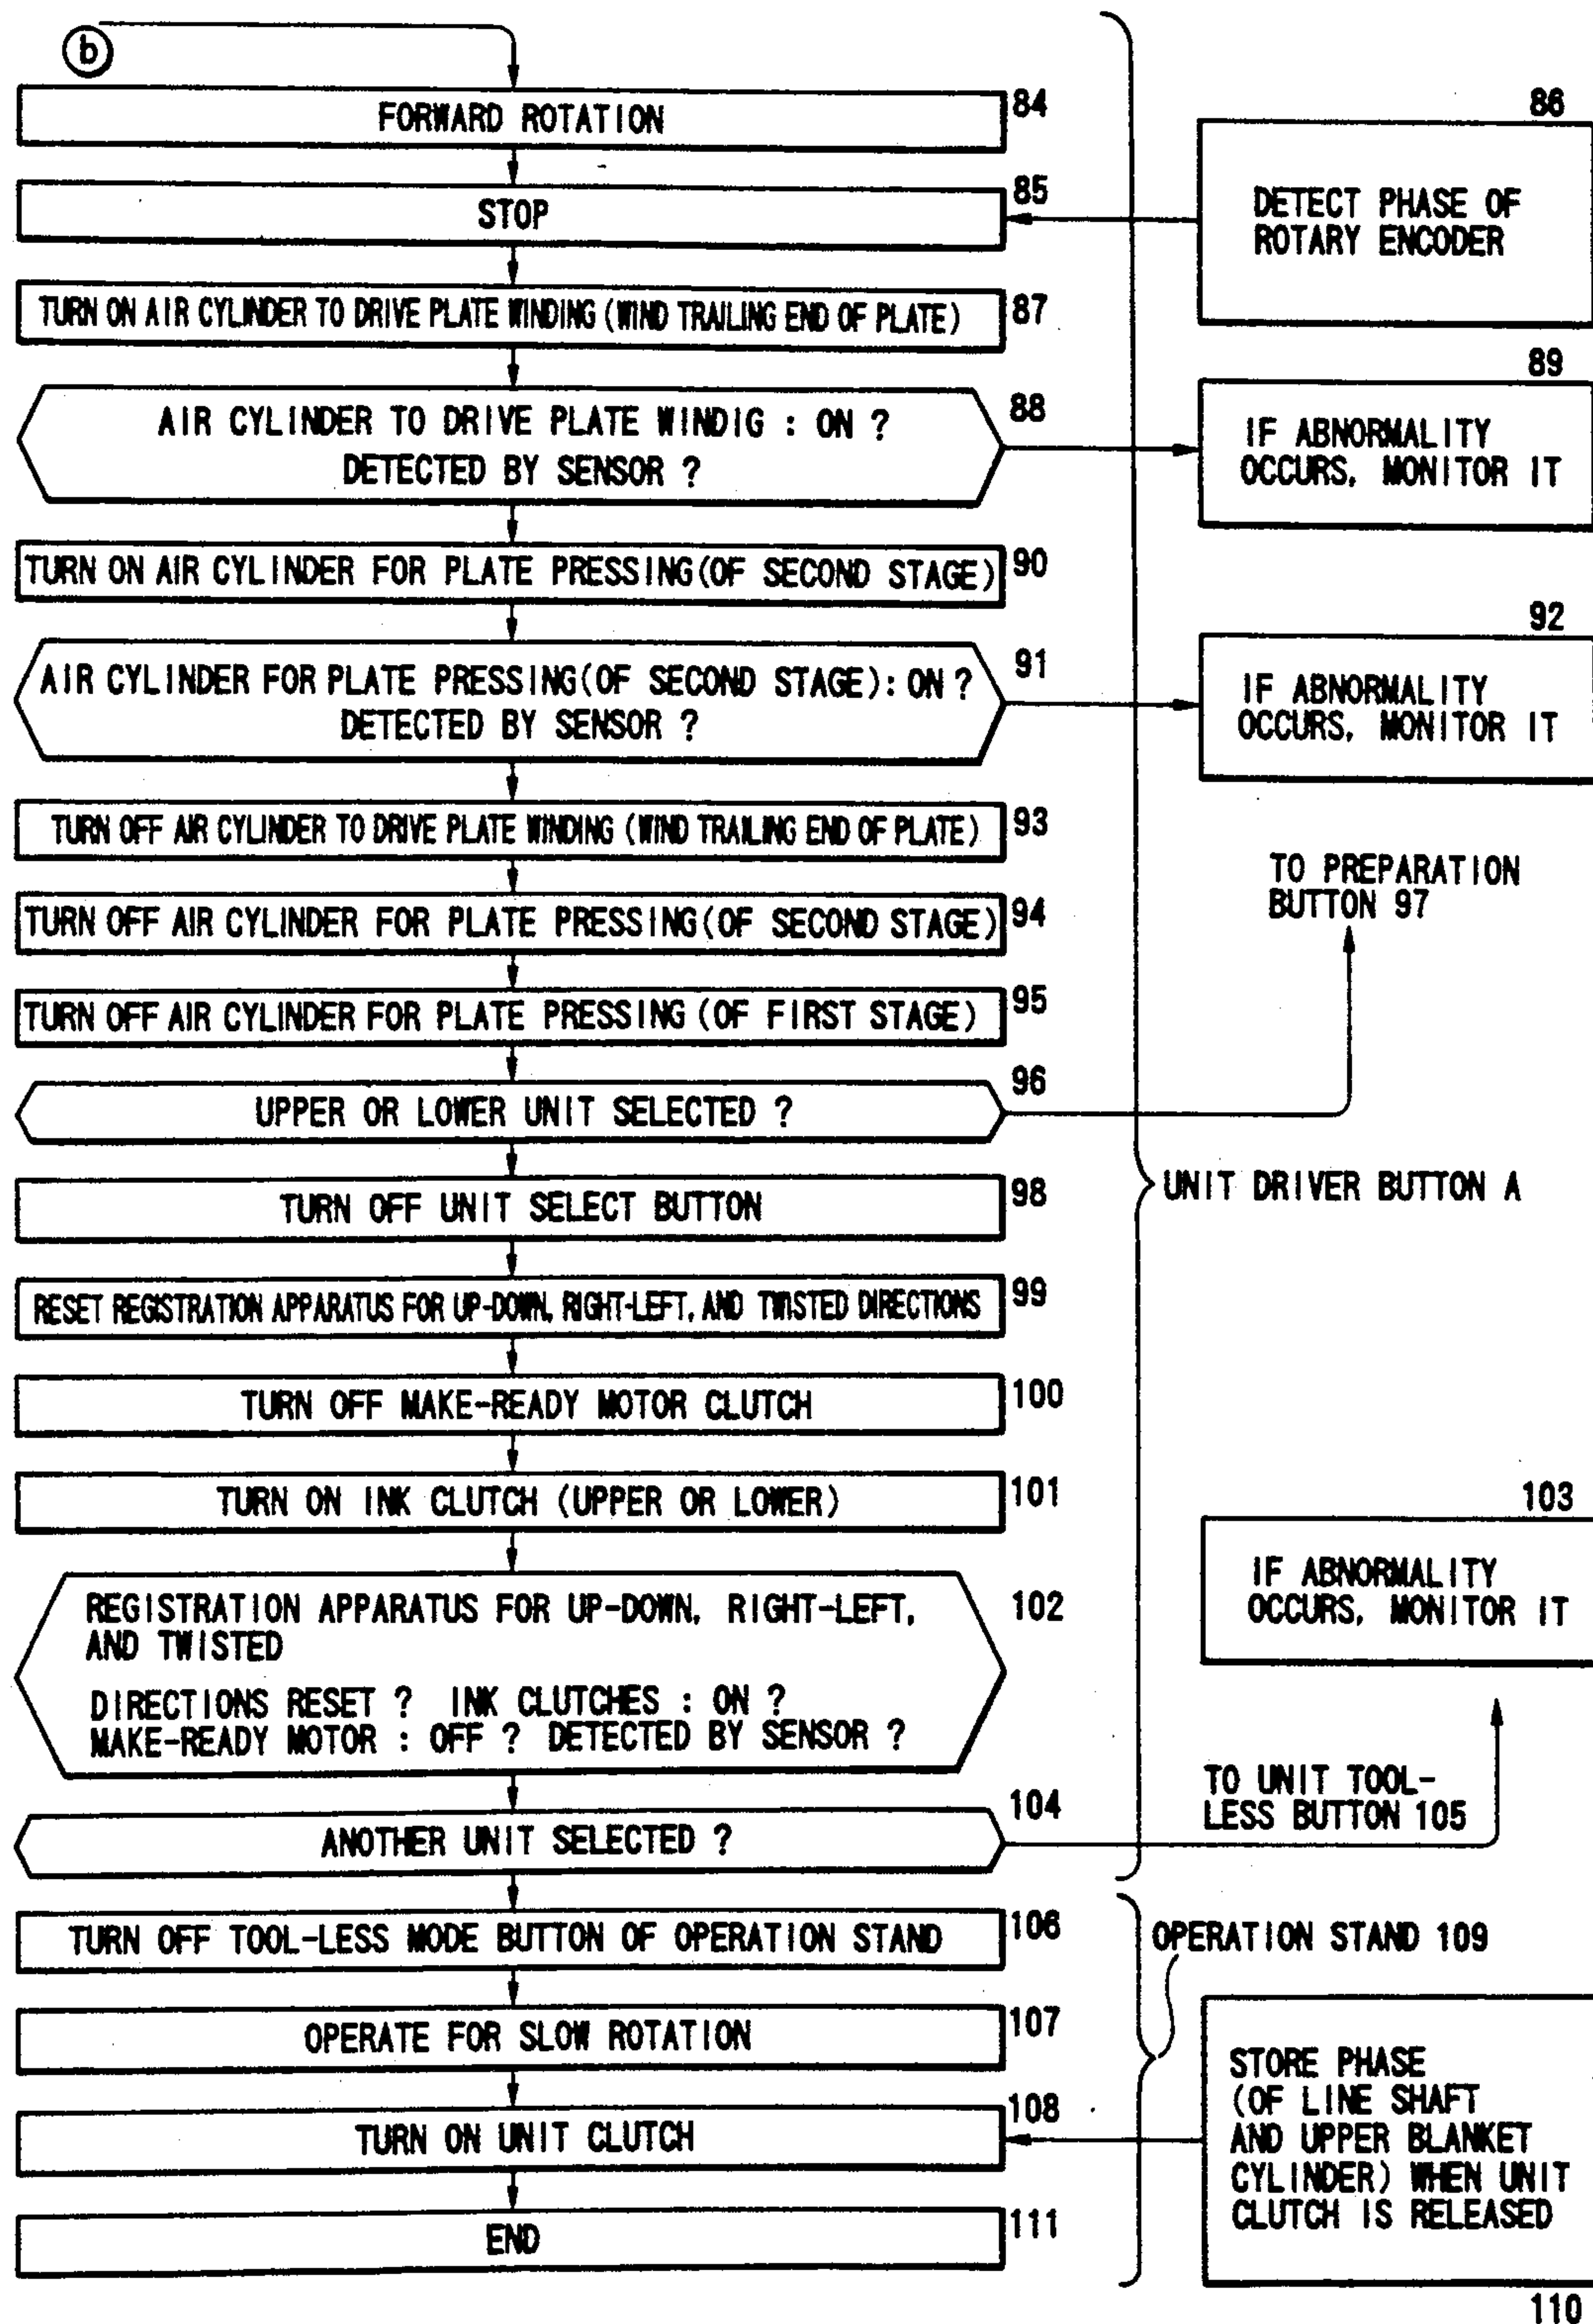 b
FORWARD ROTATION
84
86
STOP
85
DETECT PHASE OF
ROTARY ENCODER
TURN ON AIR CYLINDER TO DRIVE PLATE WINDING (WIND TRAILING END OF PLATE)
87
89
AIR CYLINDER TO DRIVE PLATE WINDIG : ON ?
DETECTED BY SENSOR ?
88
IF ABNORMALITY
OCCURS, MONITOR IT
TURN ON AIR CYLINDER FOR PLATE PRESSING(OF SECOND STAGE)
90
92
AIR CYLINDER FOR PLATE PRESSING(OF SECOND STAGE): ON ?
DETECTED BY SENSOR ?
91
IF ABNORMALITY
OCCURS, MONITOR IT
TURN OFF AIR CYLINDER TO DRIVE PLATE WINDING (WIND TRAILING END OF PLATE)
93
TO PREPARATION
BUTTON 97
TURN OFF AIR CYLINDER FOR PLATE PRESSING(OF SECOND STAGE)
94
TURN OFF AIR CYLINDER FOR PLATE PRESSING (OF FIRST STAGE)
95
UPPER OR LOWER UNIT SELECTED ?
96
UNIT DRIVER BUTTON A
TURN OFF UNIT SELECT BUTTON
98
RESET REGISTRATION APPARATUS FOR UP-DOWN, RIGHT-LEFT, AND TWISTED DIRECTIONS
99
TURN OFF MAKE-READY MOTOR CLUTCH
100
TURN ON INK CLUTCH (UPPER OR LOWER)
101
103
REGISTRATION APPARATUS FOR UP-DOWN, RIGHT-LEFT,
AND TWISTED
DIRECTIONS RESET ? INK CLUTCHES : ON ?
MAKE-READY MOTOR : OFF ? DETECTED BY SENSOR ?
102
IF ABNORMALITY
OCCURS, MONITOR IT
TO UNIT TOOL-
LESS BUTTON 105
ANOTHER UNIT SELECTED ?
104
TURN OFF TOOL-LESS MODE BUTTON OF OPERATION STAND
106
OPERATION STAND 109
OPERATE FOR SLOW ROTATION
107
TURN ON UNIT CLUTCH
108
STORE PHASE
(OF LINE SHAFT
AND UPPER BLANKET
CYLINDER) WHEN UNIT
CLUTCH IS RELEASED
END
111
110